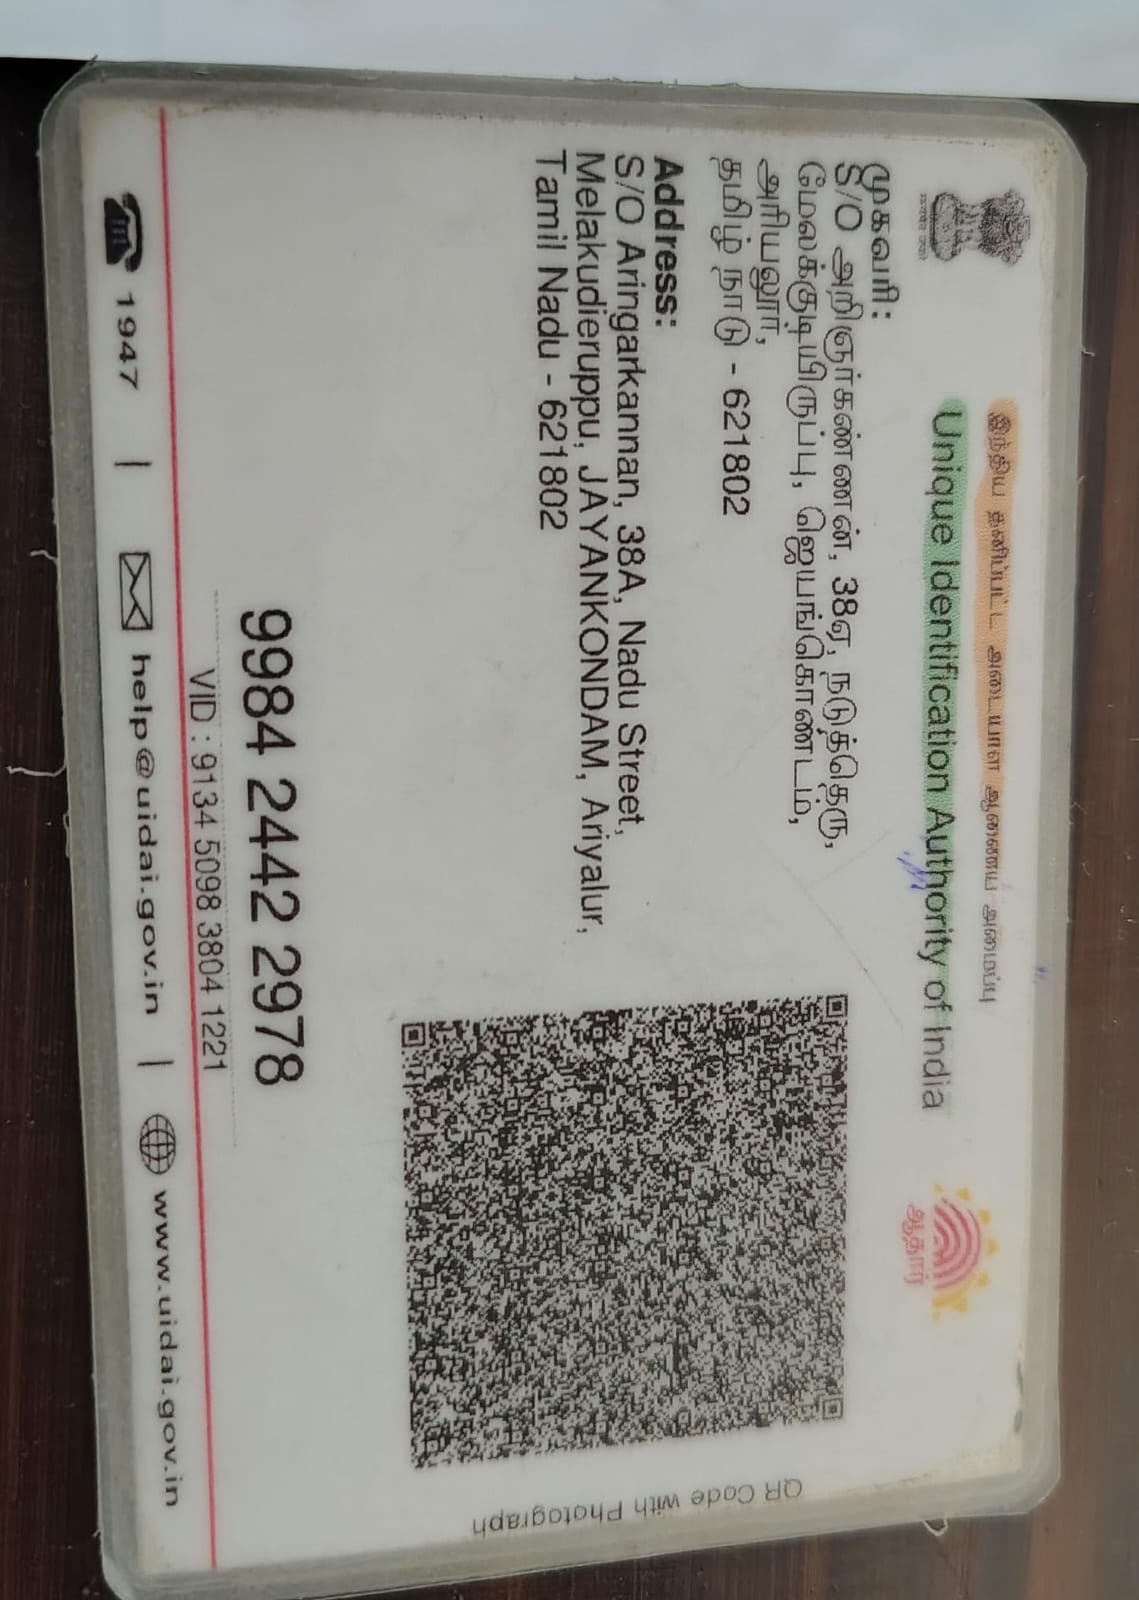 இந்திய தனிப்பட்ட அடையாள ஆணைய அமைப்பு
Unique Identification Authority of India
ஆதார்
முகவரி:
S/O அறிஞர்கண்ணன், 38ஏ, நடுத்தெரு,
மேலக்குடியிருப்பு, ஜெயங்கொண்டம்,
அரியலூர்,
தமிழ் நாடு - 621802
Address:
S/O Aringarkannan, 38A, Nadu Street,
Melakudieruppu, JAYANKONDAM, Ariyalur,
Tamil Nadu - 621802
QR Code with Photograph
9984 2442 2978
VID : 9134 5098 3804 1221
1947 | help@uidai.gov.in | www.uidai.gov.in